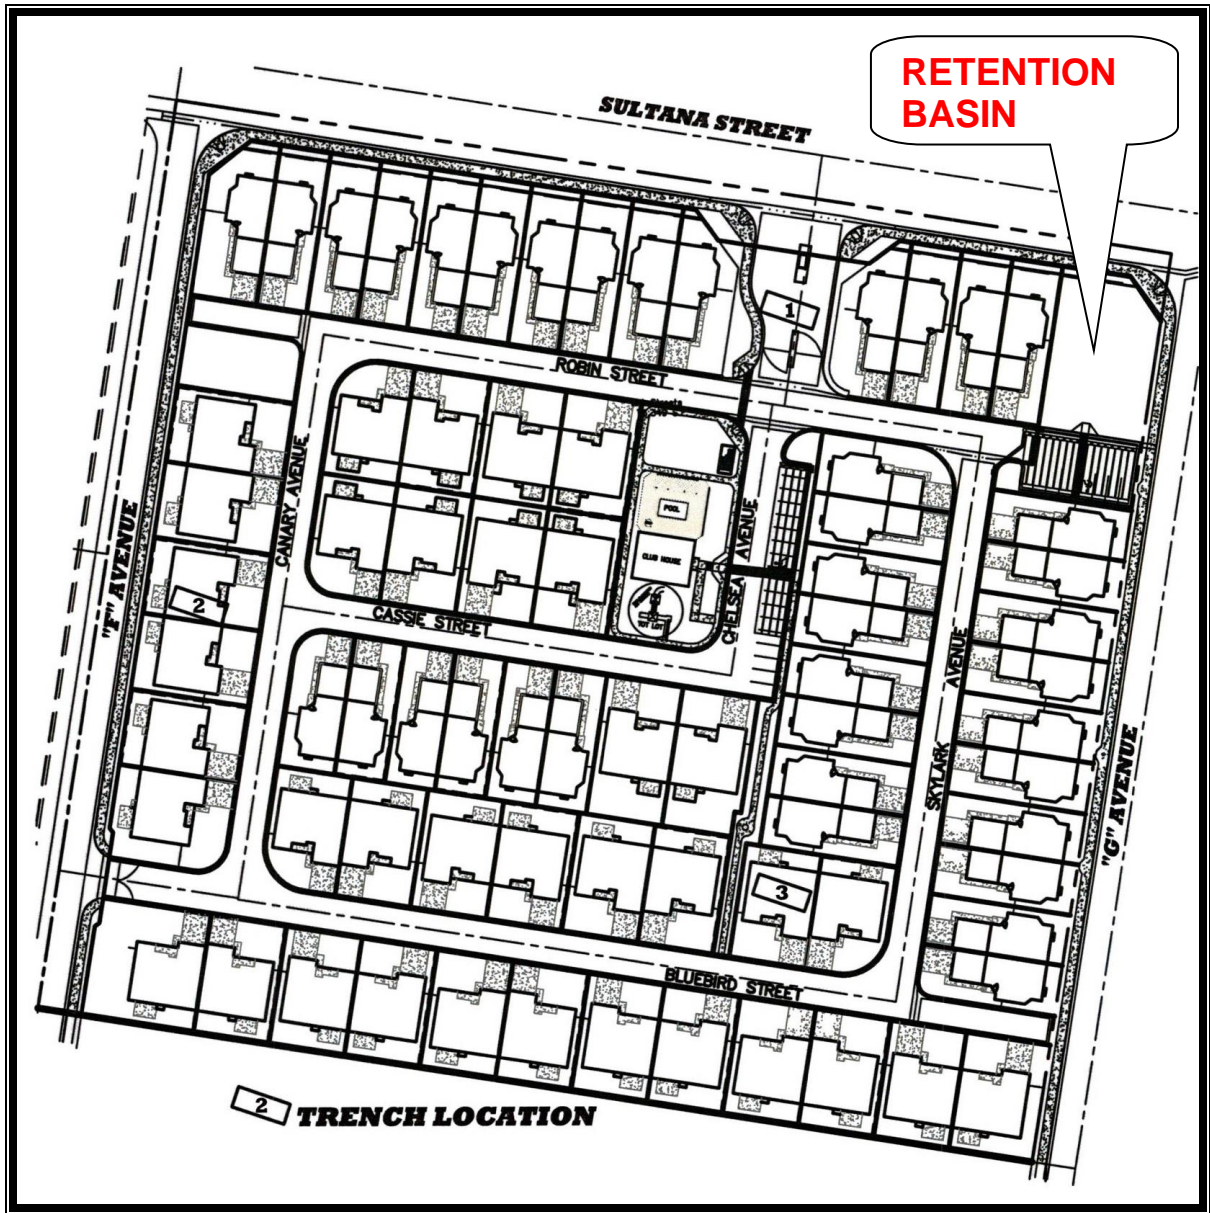 RETENTION
BASIN
SULTANA STREET
1
ROBIN STREET
CANARY AVENUE
"F" AVENUE
POOL
CLUB HOUSE
CHELSEA AVENUE
2
CASSIE STREET
SKYLARK AVENUE
"G" AVENUE
3
BLUEBIRD STREET
2 TRENCH LOCATION